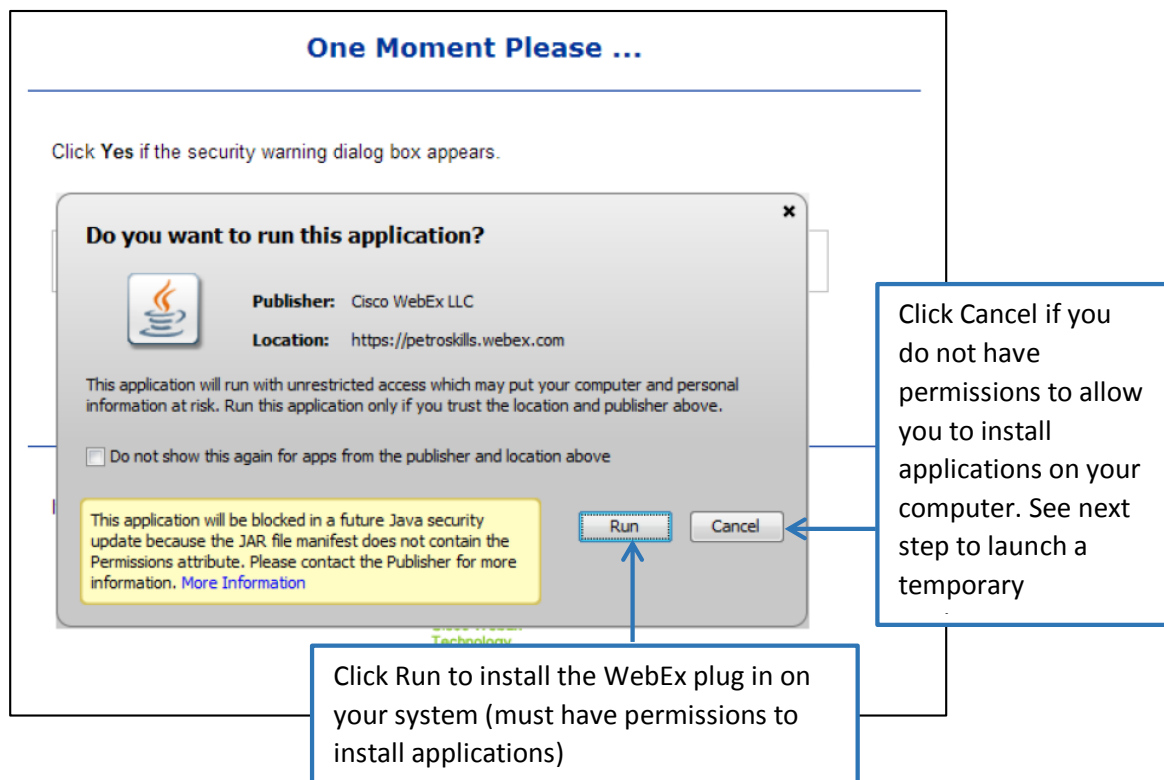 One Moment Please ...
Click Yes if the security warning dialog box appears.
Do you want to run this application?
Publisher: Cisco WebEx LLC
Location: https://petroskills.webex.com
This application will run with unrestricted access which may put your computer and personal
information at risk. Run this application only if you trust the location and publisher above.
Do not show this again for apps from the publisher and location above
This application will be blocked in a future Java security
update because the JAR file manifest does not contain the
Permissions attribute. Please contact the Publisher for more
information. More Information
Run
Cancel
Technology
Click Cancel if you
do not have
permissions to allow
you to install
applications on your
computer. See next
step to launch a
temporary
Click Run to install the WebEx plug in on
your system (must have permissions to
install applications)